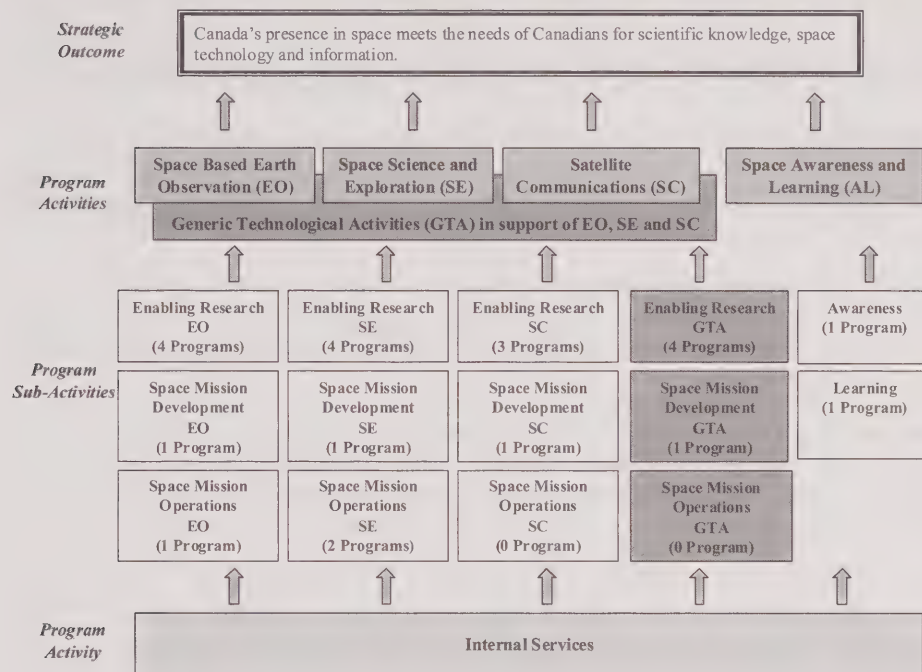 Strategic
Outcome
Canada's presence in space meets the needs of Canadians for scientific knowledge, space
technology and information.
Program
Activities
Space Based Earth
Observation (EO)
Space Science and
Exploration (SE)
Satellite
Communications (SC)
Space Awareness and
Learning (AL)
Generic Technological Activities (GTA) in support of EO, SE and SC
Program
Sub-Activities
Enabling Research
EO
(4 Programs)
Enabling Research
SE
(4 Programs)
Enabling Research
SC
(3 Programs)
Enabling Research
GTA
(4 Programs)
Awareness
(1 Program)
Space Mission
Development
EO
(1 Program)
Space Mission
Development
SE
(1 Program)
Space Mission
Development
SC
(1 Program)
Space Mission
Development
GTA
(1 Program)
Learning
(1 Program)
Space Mission
Operations
EO
(1 Program)
Space Mission
Operations
SE
(2 Programs)
Space Mission
Operations
SC
(0 Program)
Space Mission
Operations
GTA
(0 Program)
Program
Activity
Internal Services